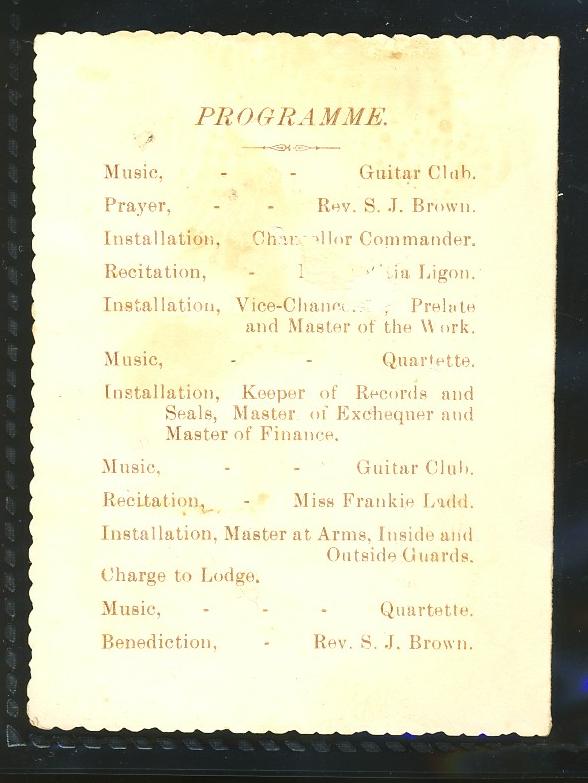 PROGRAMME.
Music, - - Guitar Club.
Prayer, - - Rev. S. J. Brown.
Installation, Chancellor Commander.
Recitation, - Ligon.
Installation, Prelate
and Master of the Work.
Music, - - Quartette.
Installation, Keeper of Records and
Seals, Master of Exchequer and
Master of Finance.
Music, - - Guitar Club.
Recitation, - Miss Frankie Ladd.
Installation, Master at Arms, Inside and
Outside Guards.
Charge to Lodge.
Music, - - - Quartette.
Benediction, - Rev. S. J. Brown.